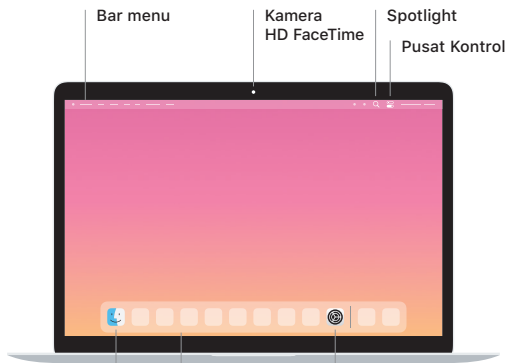 Bar menu
Kamera
HD FaceTime
Spotlight
Pusat Kontrol